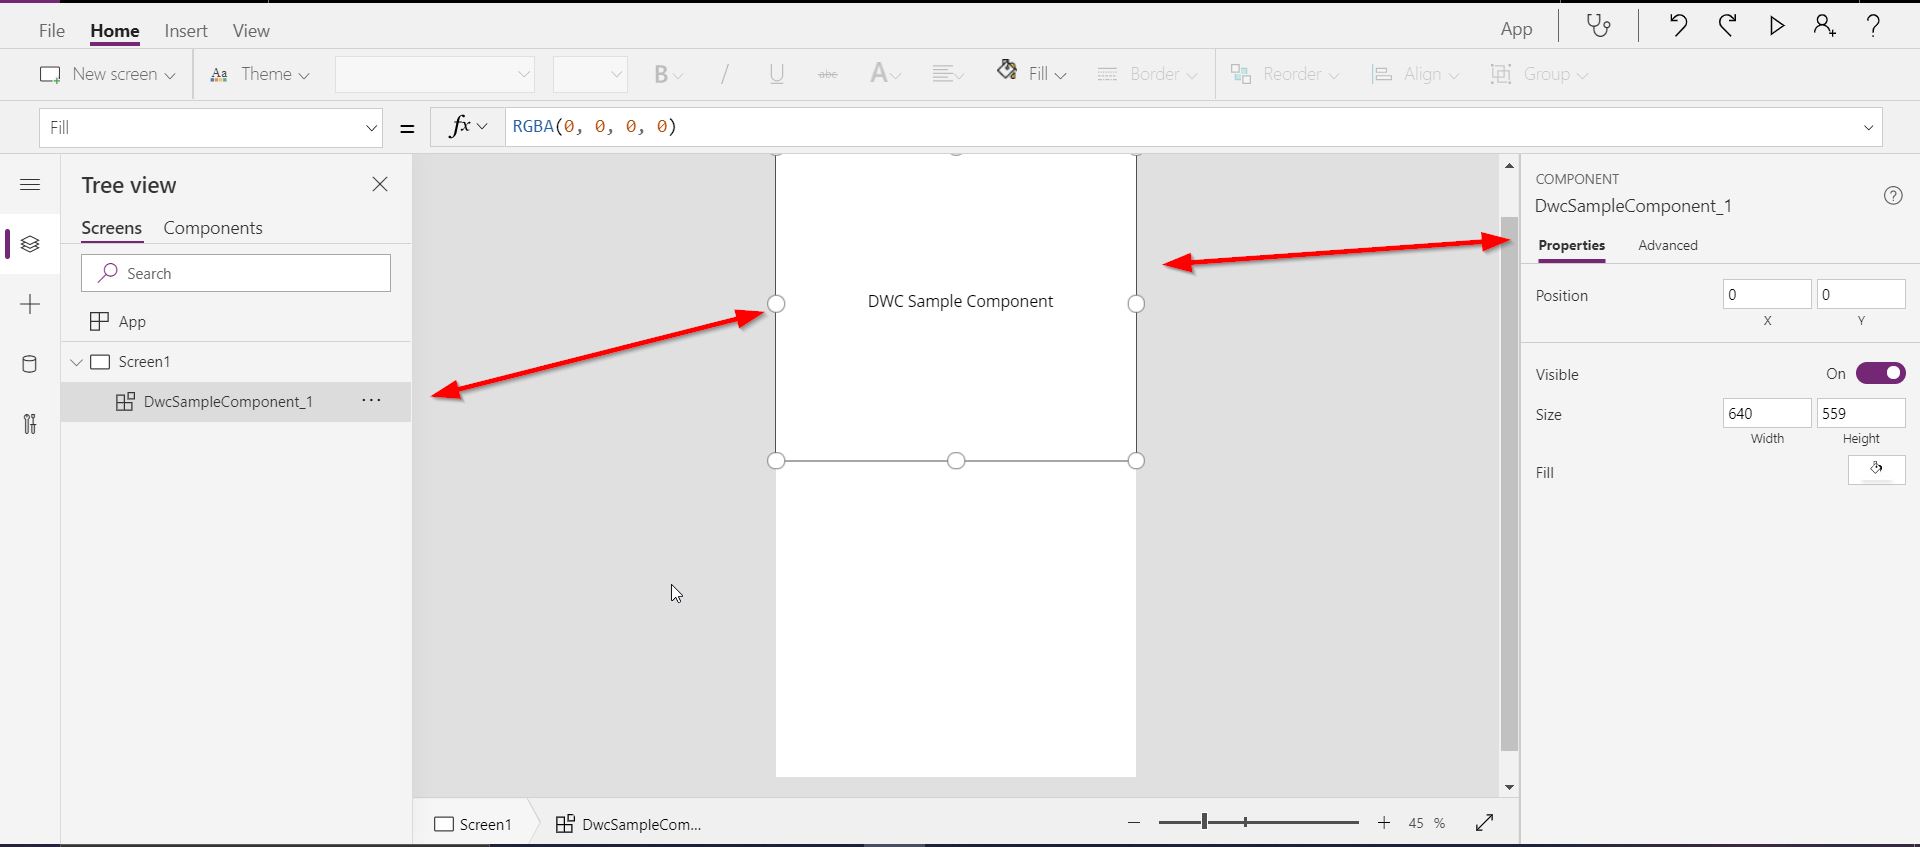 File Home Insert View App
New screen Theme B / U abc A Fill Border Reorder Align Group
Fill = fx RGBA(0, 0, 0, 0)
Tree view
Screens Components
Search
App
Screen1
DwcSampleComponent_1 ...
DWC Sample Component
Screen1 DwcSampleCom...
45 %
COMPONENT
DwcSampleComponent_1
Properties Advanced
Position 0 0
X Y
Visible On
Size 640 559
Width Height
Fill